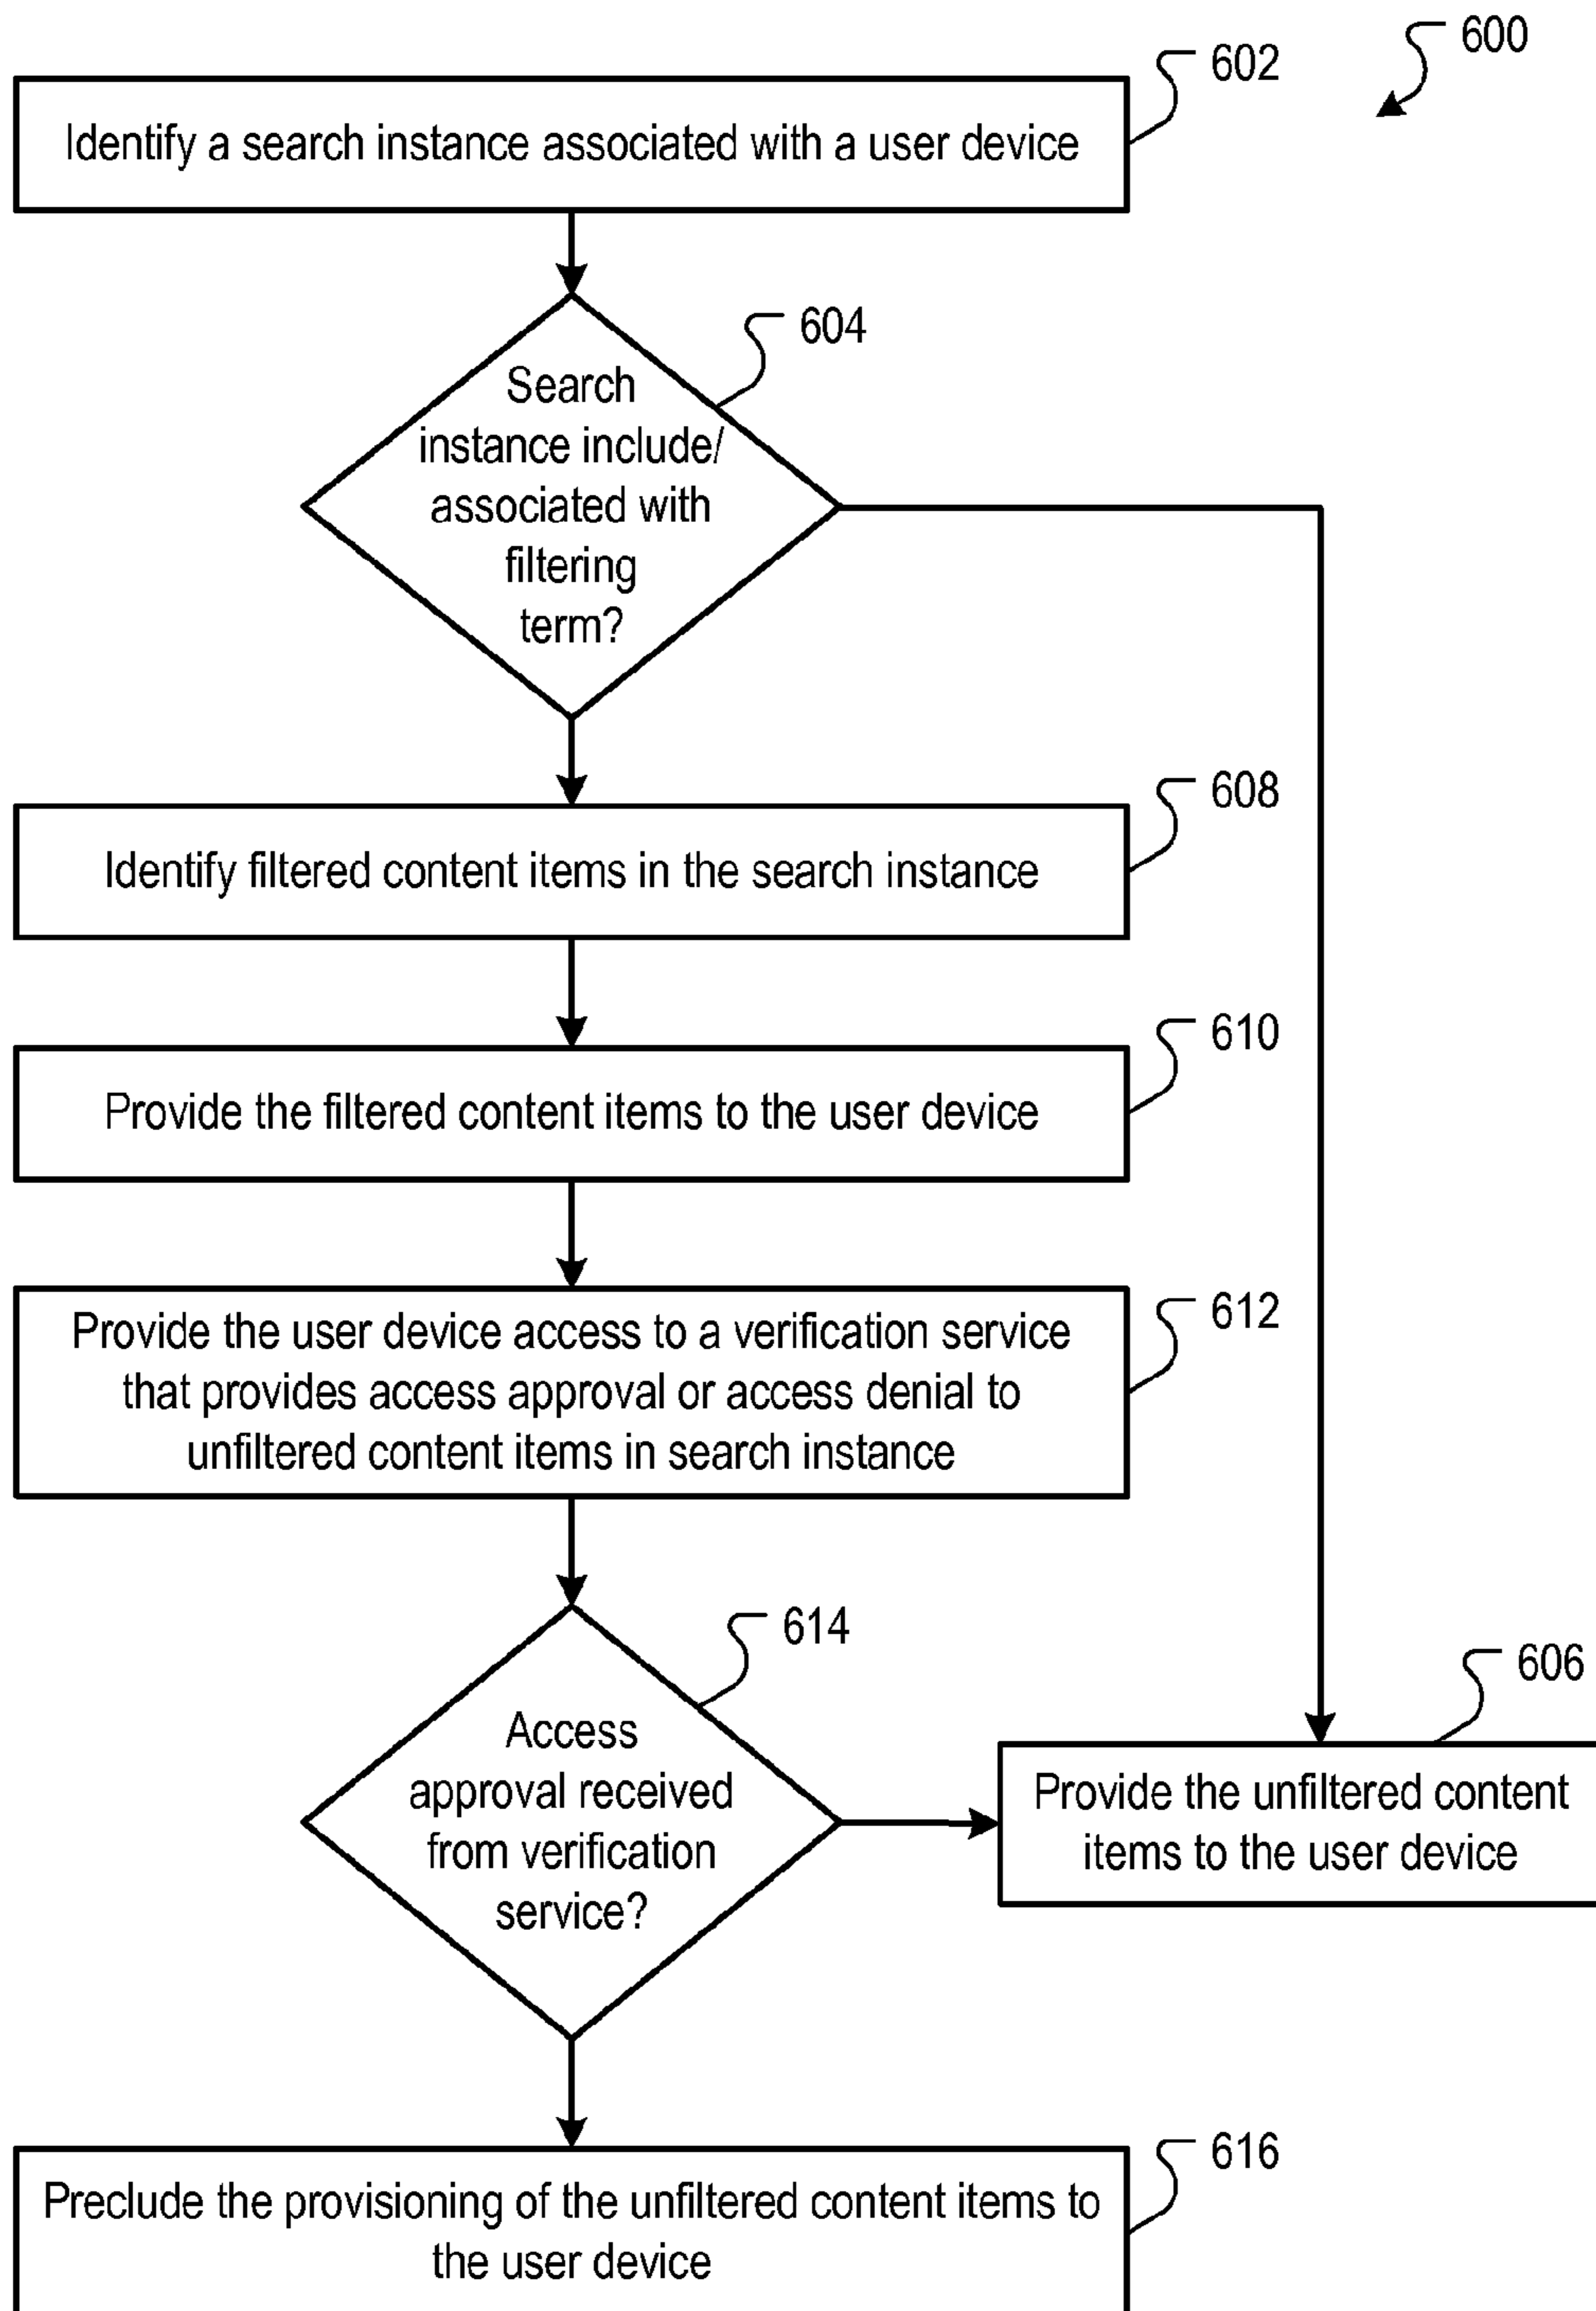 600
602
Identify a search instance associated with a user device
604
Search
instance include/
associated with
filtering
term?
608
Identify filtered content items in the search instance
610
Provide the filtered content items to the user device
612
Provide the user device access to a verification service
that provides access approval or access denial to
unfiltered content items in search instance
614
Access
approval received
from verification
service?
606
Provide the unfiltered content
items to the user device
616
Preclude the provisioning of the unfiltered content items to
the user device